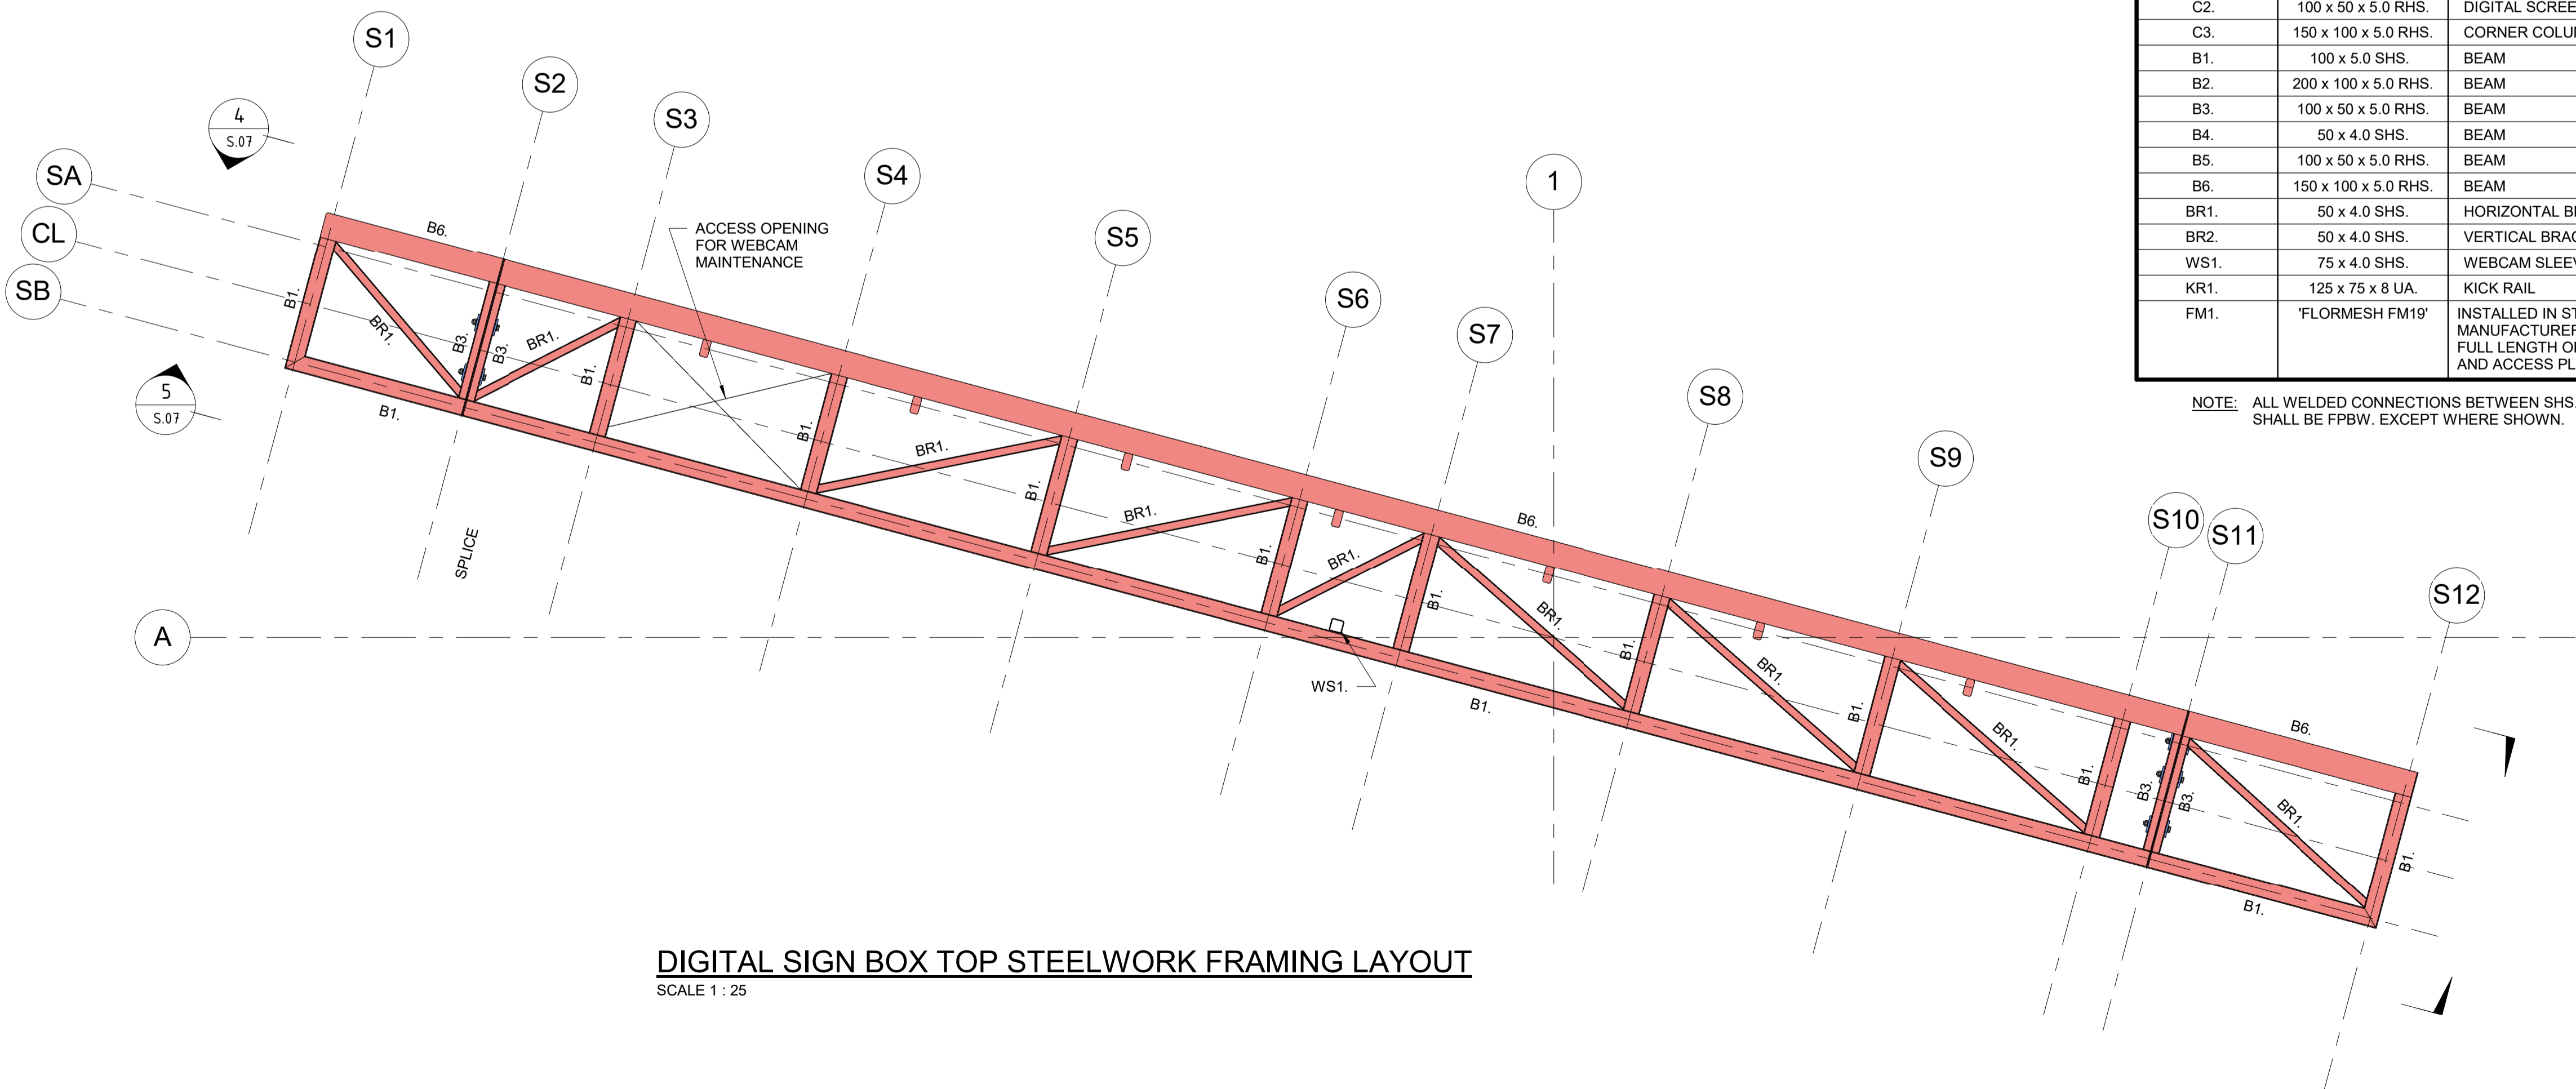 S1
S2
S3
S4
S5
S6
S7
1
S8
S9
S10
S11
S12
4
S.07
SA
CL
SB
5
S.07
A
B6.
ACCESS OPENING
FOR WEBCAM
MAINTENANCE
B1.
BR1.
B3.
B3.
BR1.
B1.
B1.
B1.
BR1.
B1.
BR1.
B1.
BR1.
B1.
B6.
BR1.
B1.
BR1.
B1.
BR1.
B1.
B3.
B3.
B6.
BR1.
B1.
B1.
B1.
SPLICE
WS1.
DIGITAL SIGN BOX TOP STEELWORK FRAMING LAYOUT
SCALE 1 : 25
C2. 100 x 50 x 5.0 RHS. DIGITAL SCREE
C3. 150 x 100 x 5.0 RHS. CORNER COLU
B1. 100 x 5.0 SHS. BEAM
B2. 200 x 100 x 5.0 RHS. BEAM
B3. 100 x 50 x 5.0 RHS. BEAM
B4. 50 x 4.0 SHS. BEAM
B5. 100 x 50 x 5.0 RHS. BEAM
B6. 150 x 100 x 5.0 RHS. BEAM
BR1. 50 x 4.0 SHS. HORIZONTAL B
BR2. 50 x 4.0 SHS. VERTICAL BRAC
WS1. 75 x 4.0 SHS. WEBCAM SLEE
KR1. 125 x 75 x 8 UA. KICK RAIL
FM1. 'FLORMESH FM19' INSTALLED IN ST
MANUFACTURER
FULL LENGTH O
AND ACCESS PL
NOTE: ALL WELDED CONNECTIONS BETWEEN SHS.
SHALL BE FPBW. EXCEPT WHERE SHOWN.